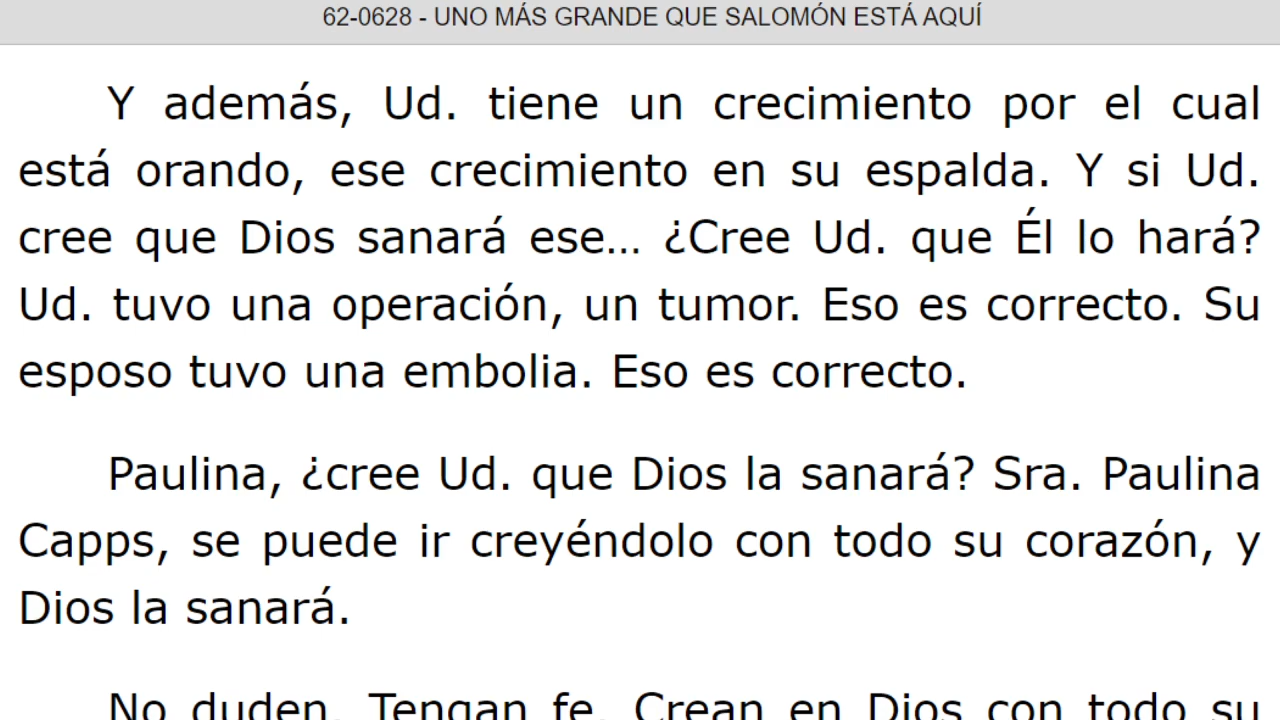 62-0628 - UNO MÁS GRANDE QUE SALOMÓN ESTÁ AQUÍ
Y además, Ud. tiene un crecimiento por el cual
está orando, ese crecimiento en su espalda. Y si Ud.
cree que Dios sanará ese... ¿Cree Ud. que Él lo hará?
Ud. tuvo una operación, un tumor. Eso es correcto. Su
esposo tuvo una embolia. Eso es correcto.
Paulina, ¿cree Ud. que Dios la sanará? Sra. Paulina
Capps, se puede ir creyéndolo con todo su corazón, y
Dios la sanará.
No duden. Tengan fe. Crean en Dios con todo su